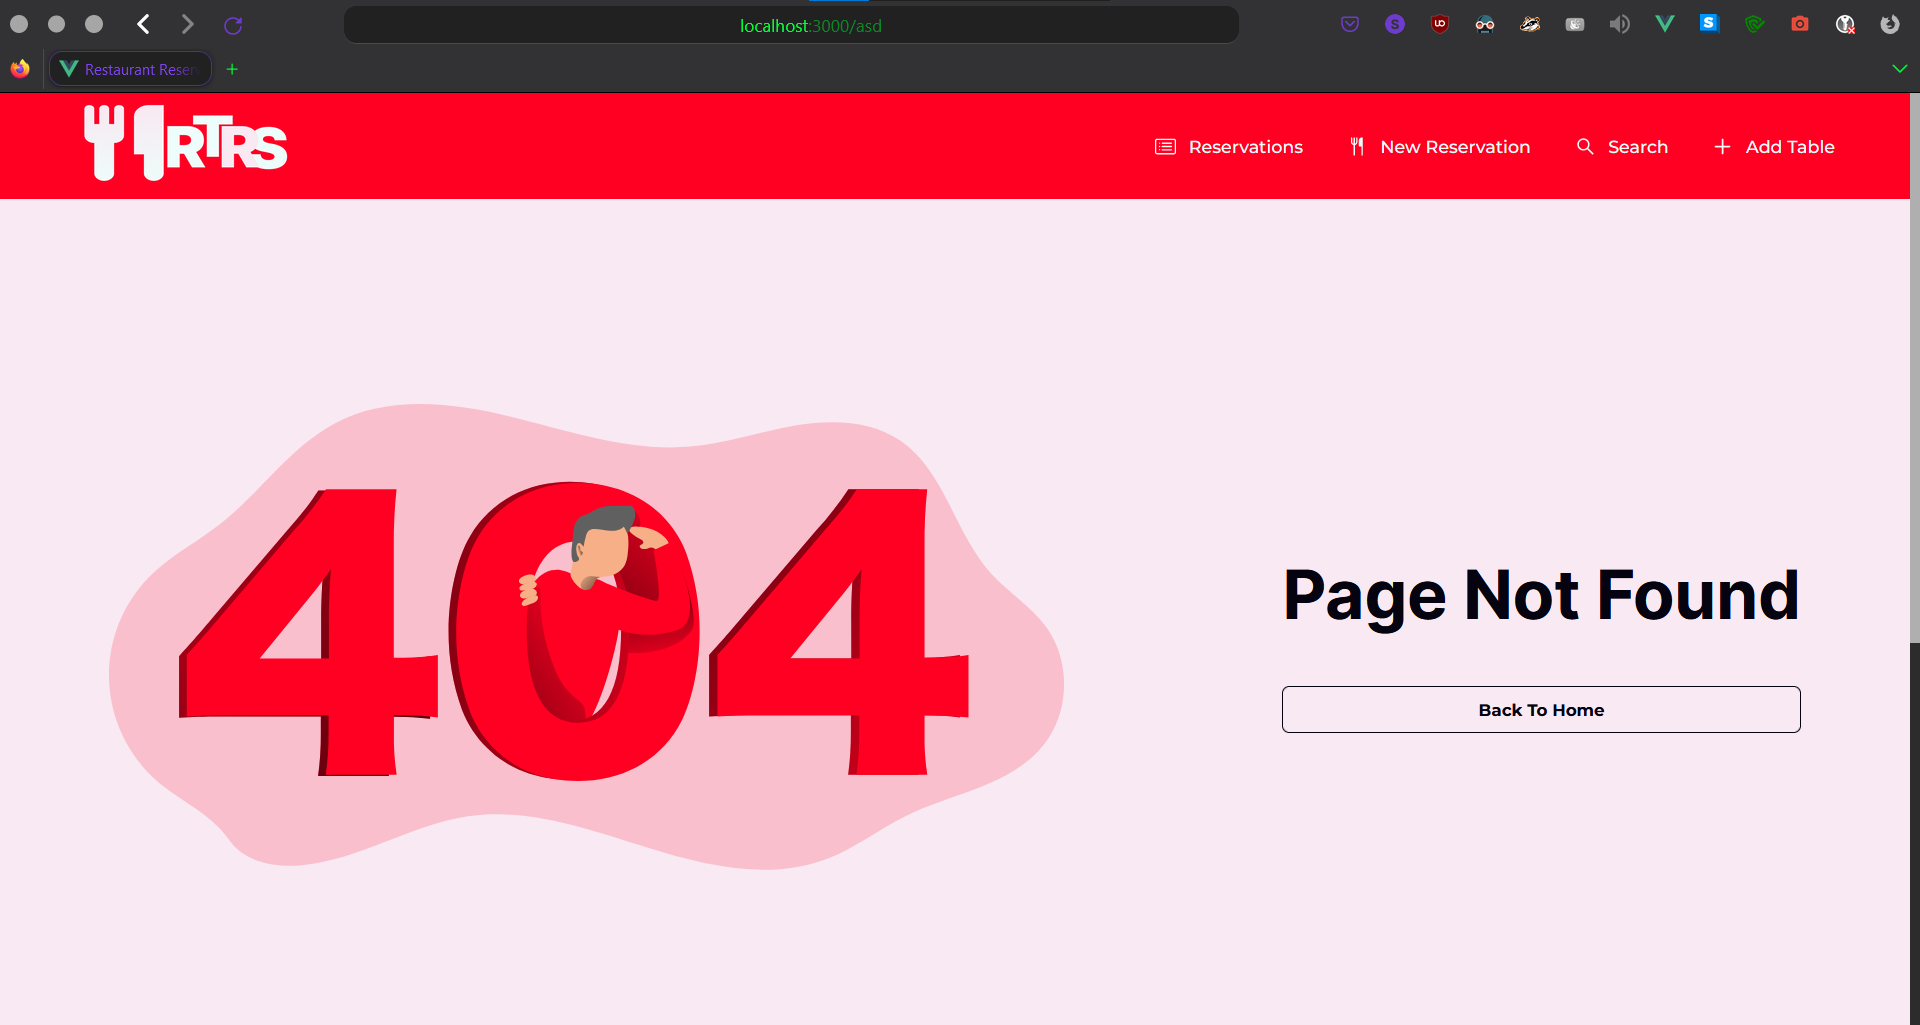 localhost:3000/asd
S
Restaurant Reser
+
RTRS
Reservations
New Reservation
Search
Add Table
404
Page Not Found
Back To Home